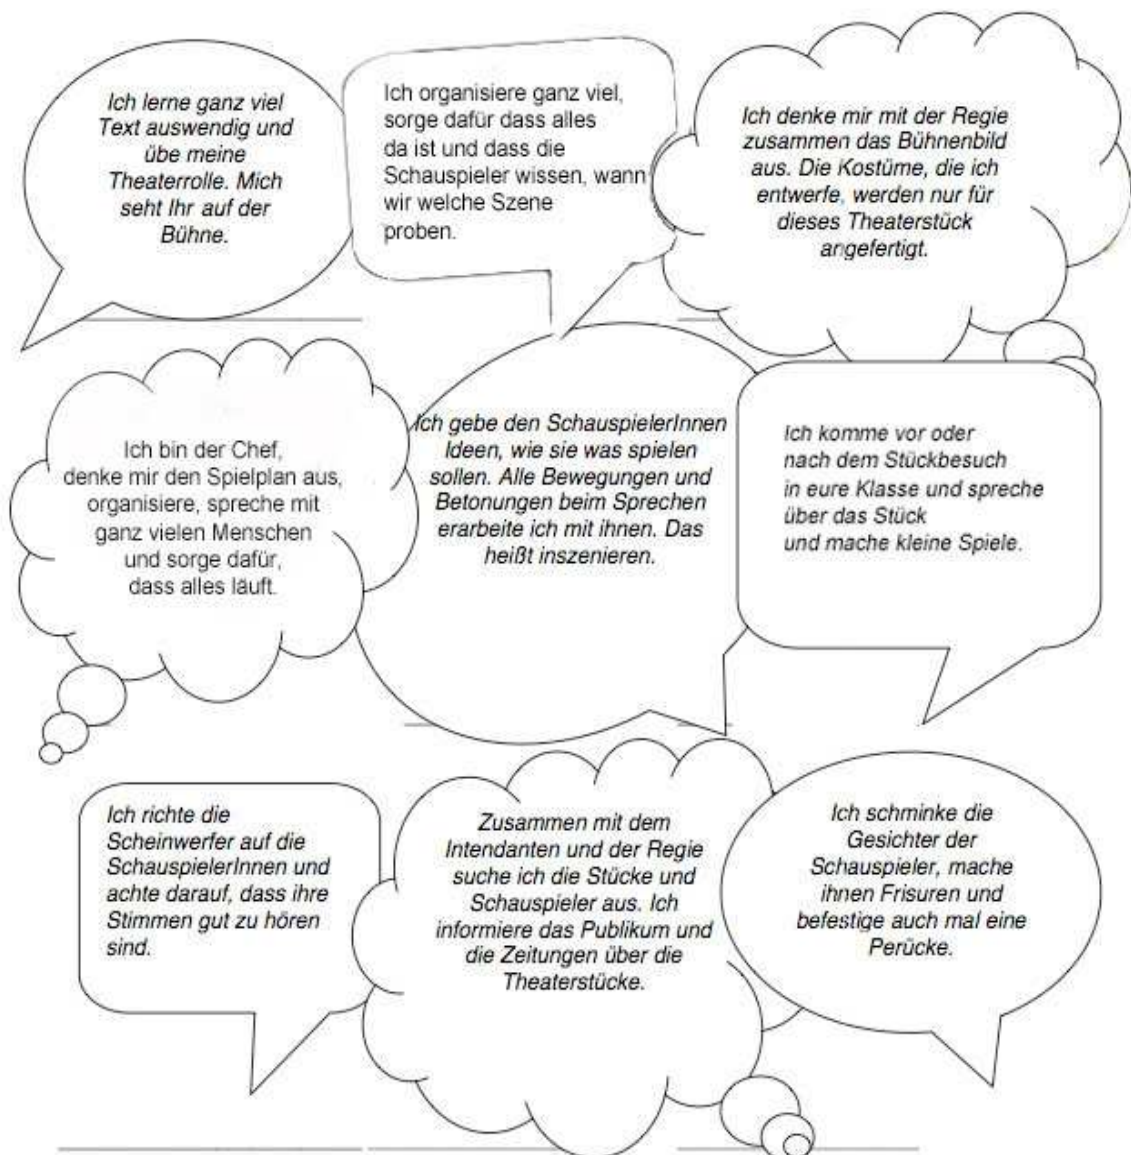 Ich lerne ganz viel
Text auswendig und
übe meine
Theaterrolle. Mich
seht Ihr auf der
Bühne.
Ich organisiere ganz viel,
sorge dafür dass alles
da ist und dass die
Schauspieler wissen, wann
wir welche Szene
proben.
Ich denke mir mit der Regie
zusammen das Bühnenbild
aus. Die Kostüme, die ich
entwerfe, werden nur für
dieses Theaterstück
angefertigt.
Ich bin der Chef,
denke mir den Spielplan aus,
organisiere, spreche mit
ganz vielen Menschen
und sorge dafür,
dass alles läuft.
Ich gebe den SchauspielerInnen
Ideen, wie sie was spielen
sollen. Alle Bewegungen und
Betonungen beim Sprechen
erarbeite ich mit ihnen. Das
heißt inszenieren.
Ich komme vor oder
nach dem Stückbesuch
in eure Klasse und spreche
über das Stück
und mache kleine Spiele.
Ich richte die
Scheinwerfer auf die
SchauspielerInnen und
achte darauf, dass ihre
Stimmen gut zu hören
sind.
Zusammen mit dem
Intendanten und der Regie
suche ich die Stücke und
Schauspieler aus. Ich
informiere das Publikum und
die Zeitungen über die
Theaterstücke.
Ich schminke die
Gesichter der
Schauspieler, mache
ihnen Frisuren und
befestige auch mal eine
Perücke.